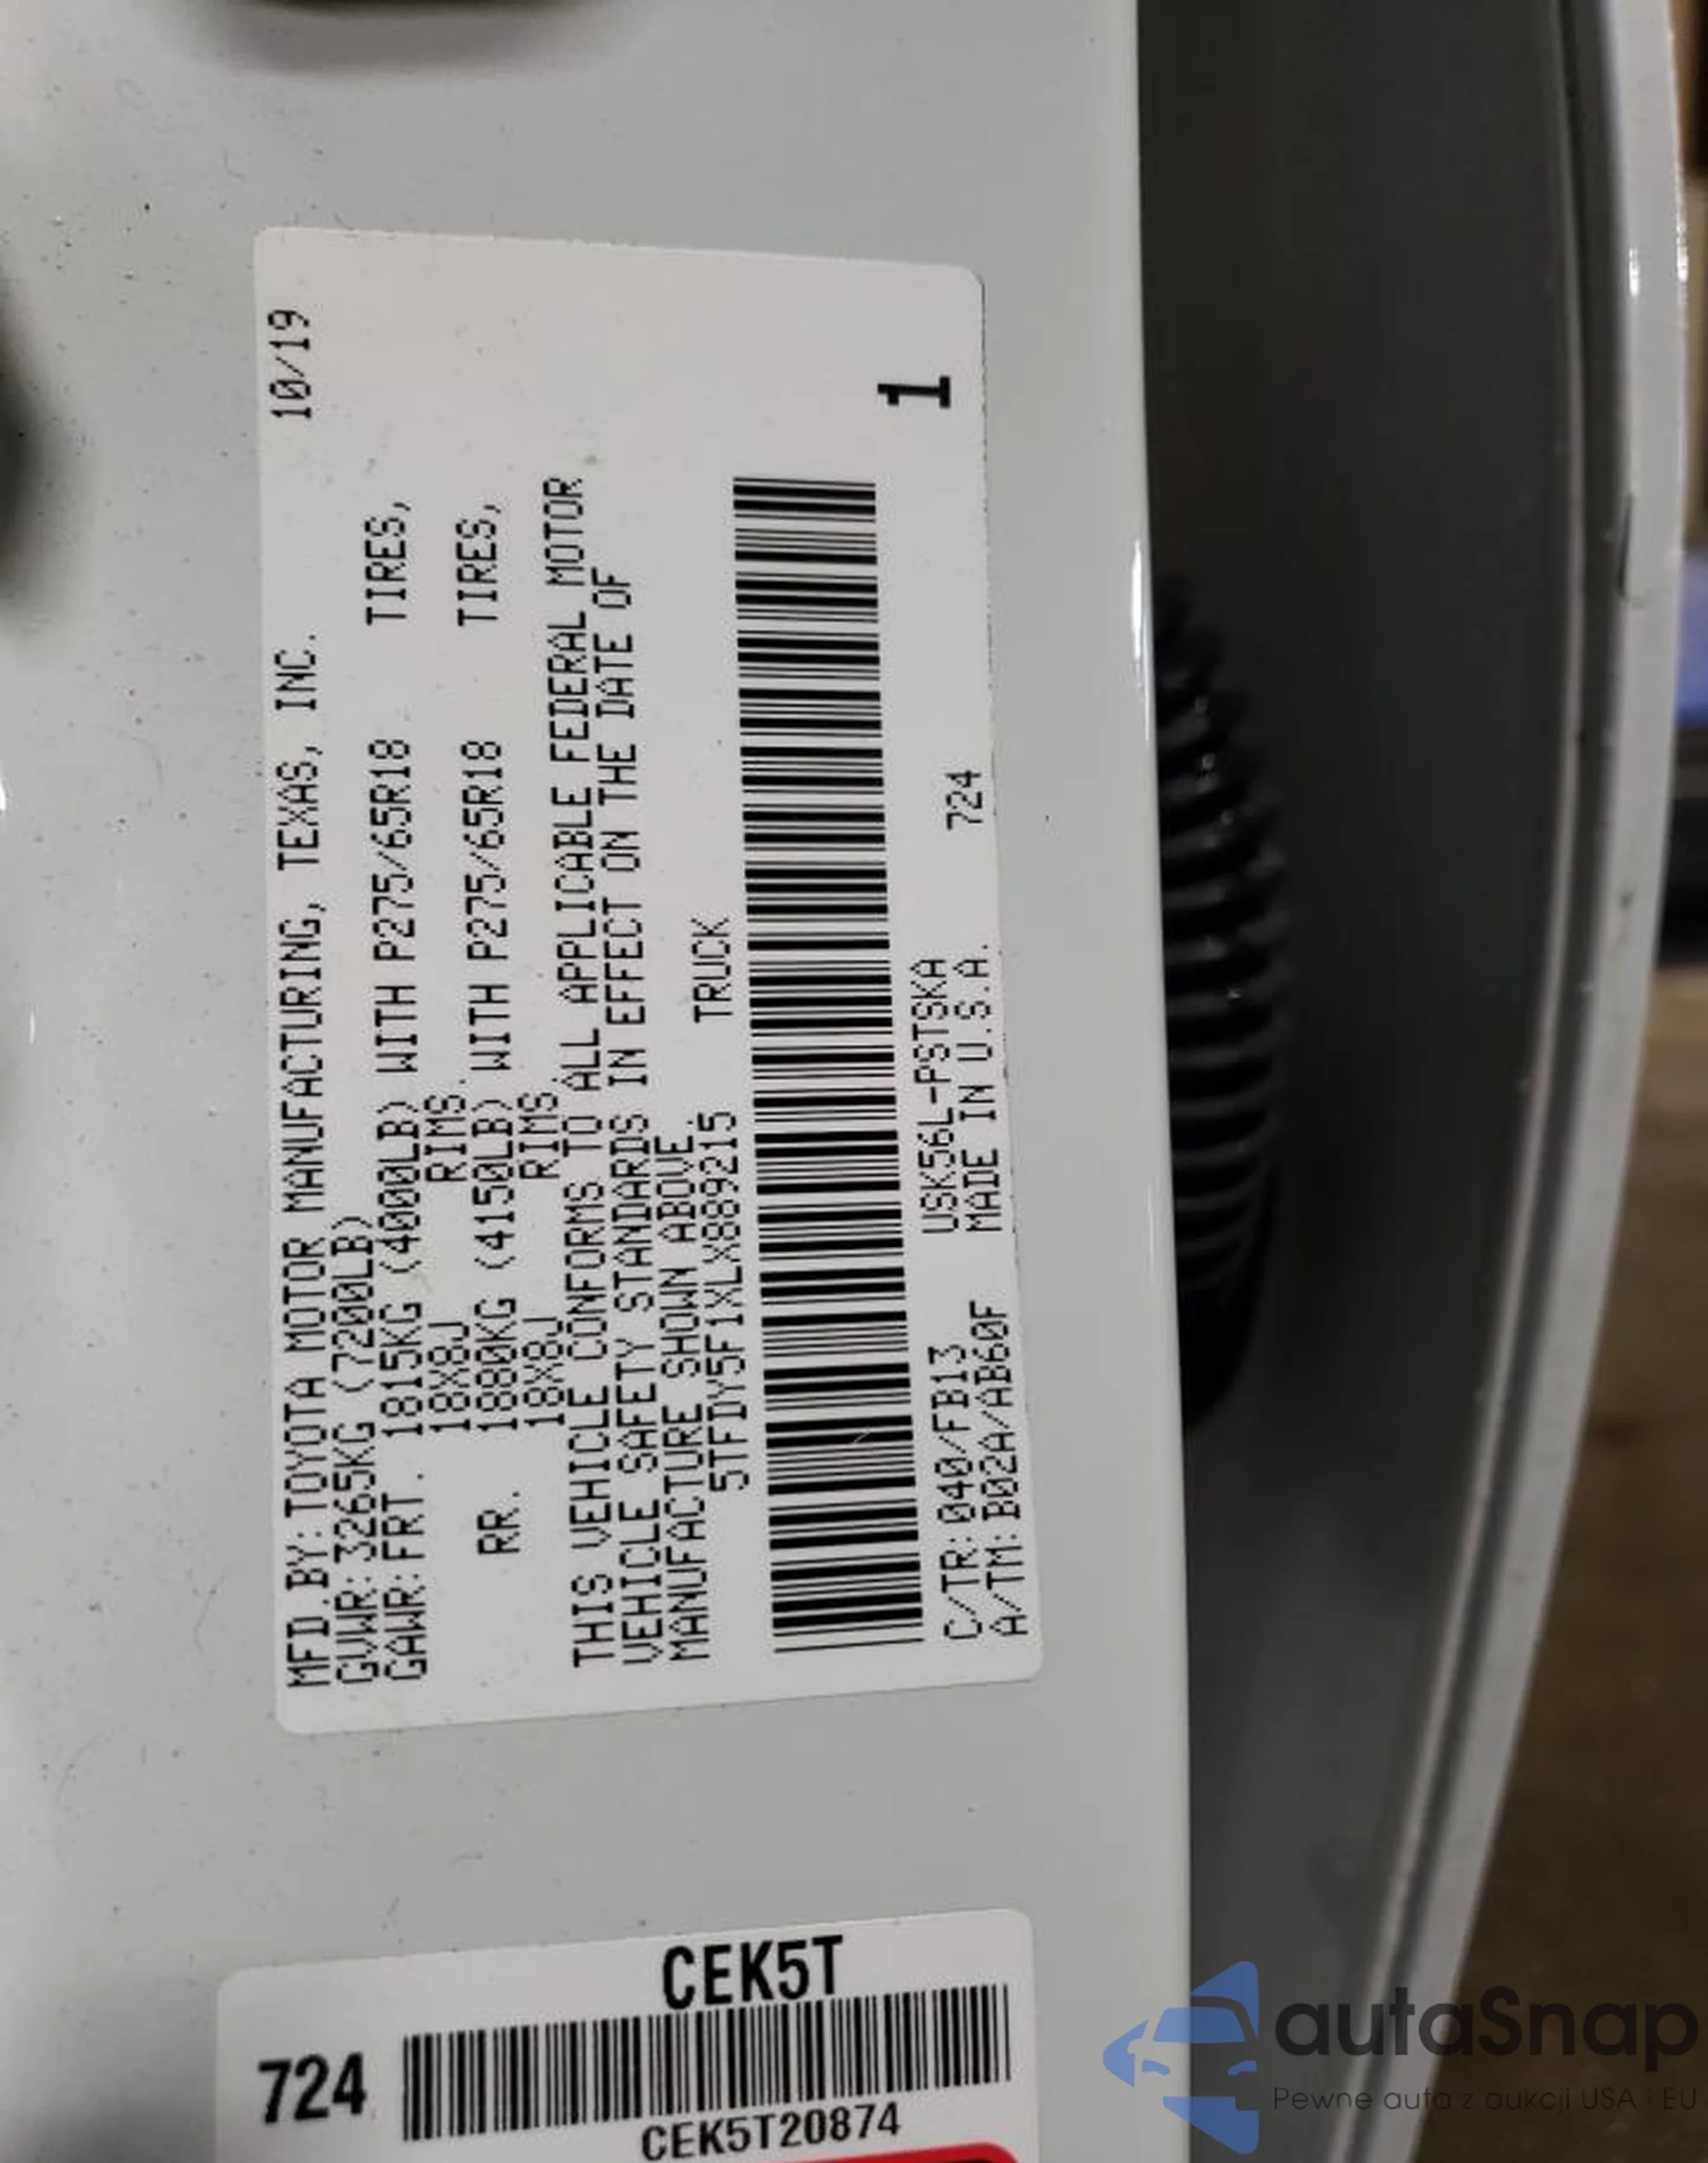 MFD.BY:TOYOTA MOTOR MANUFACTURING, TEXAS, INC. 10/19
GVWR:3265KG (7200LB)
GAWR:FRT. 1815KG (4000LB) WITH P275/65R18 TIRES,
18X8J RIMS.
RR. 1880KG (4150LB) WITH P275/65R18 TIRES,
18X8J RIMS.
THIS VEHICLE CONFORMS TO ALL APPLICABLE FEDERAL MOTOR
VEHICLE SAFETY STANDARDS IN EFFECT ON THE DATE OF
MANUFACTURE SHOWN ABOVE.
5TFDY5F1XLX889215 TRUCK
1
C/TR:040/FB13 USK56L-PSTSKA
A/TM:B02A/AB60F MADE IN U.S.A. 724
CEK5T
724
CEK5T20874
autaSnap
Pewne auta z aukcji USA i EU